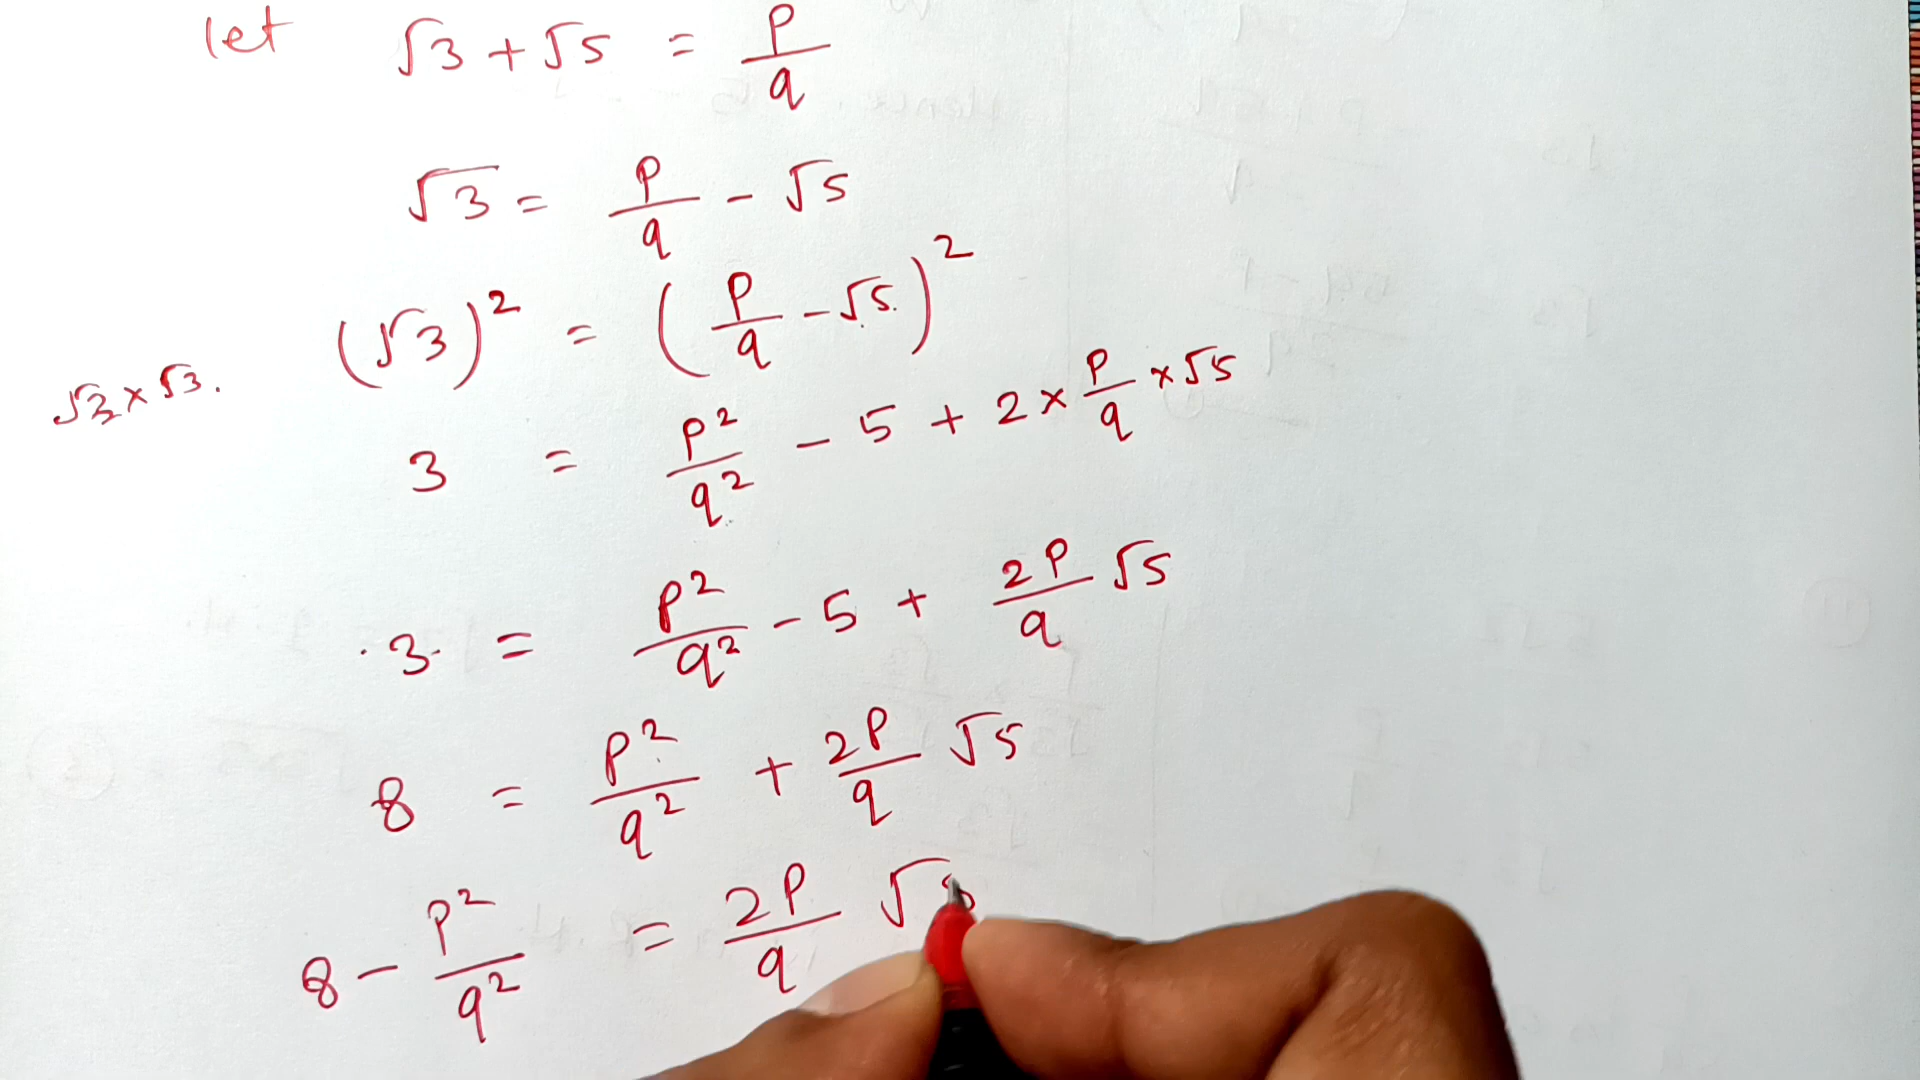 let √3 + √5 = p/q
√3 = p/q - √5
(√3)² = (p/q - √5)²
√3 × √3.
3 = p²/q² - 5 + 2 × p/q × √5
3 = p²/q² - 5 + 2p/q √5
8 = p²/q² + 2p/q √5
8 - p²/q² = 2p/q √5